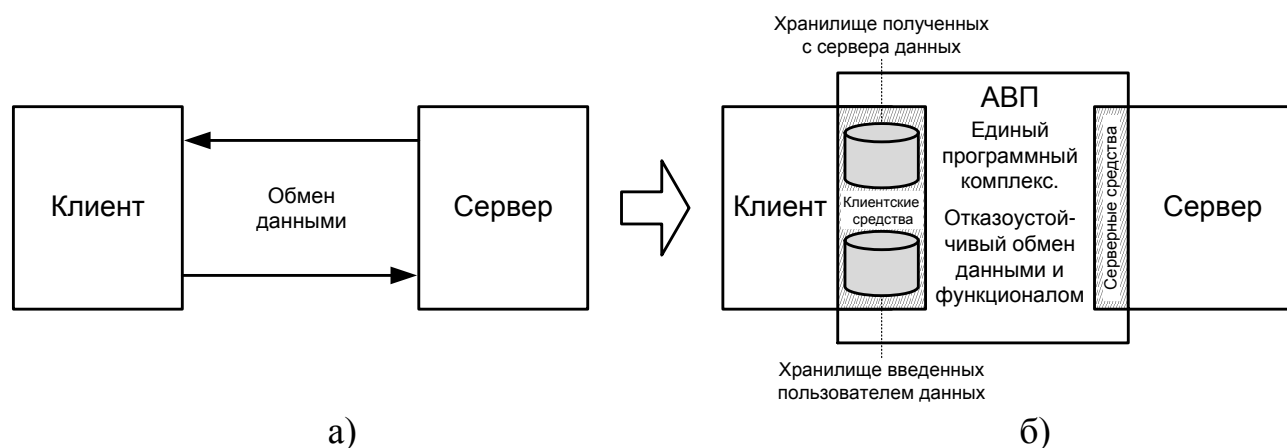 Клиент
Обмен
данными
Сервер
а)
Хранилище полученных
с сервера данных
Клиент
Клиентские
средства
АВП
Единый
программный
комплекс.
Отказоустой-
чивый обмен
данными и
функционалом
Серверные средства
Сервер
Хранилище введенных
пользователем данных
б)